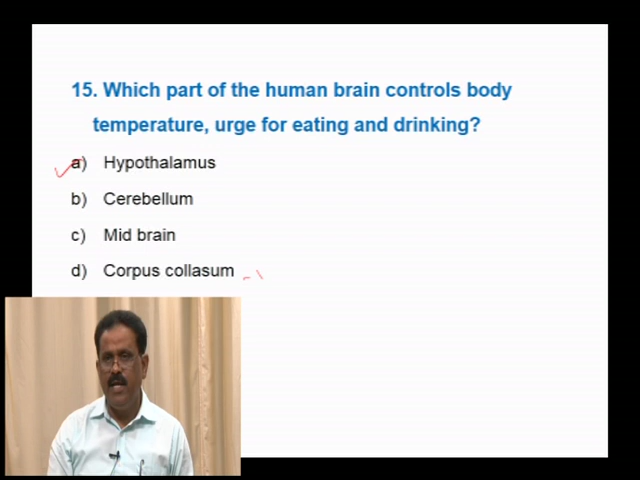 15. Which part of the human brain controls body
temperature, urge for eating and drinking?
a) Hypothalamus
b) Cerebellum
c) Mid brain
d) Corpus collasum